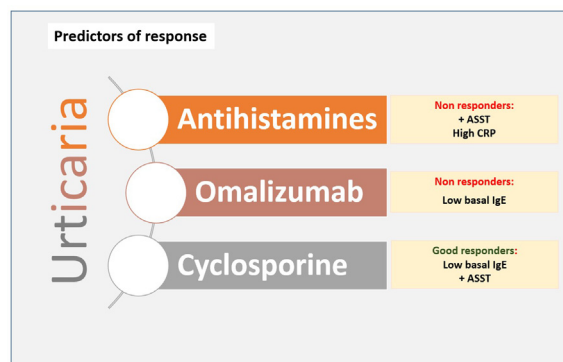 Predictors of response
Urticaria
Antihistamines
Non responders:
+ ASST
High CRP
Omalizumab
Non responders:
Low basal IgE
Cyclosporine
Good responders:
Low basal IgE
+ ASST